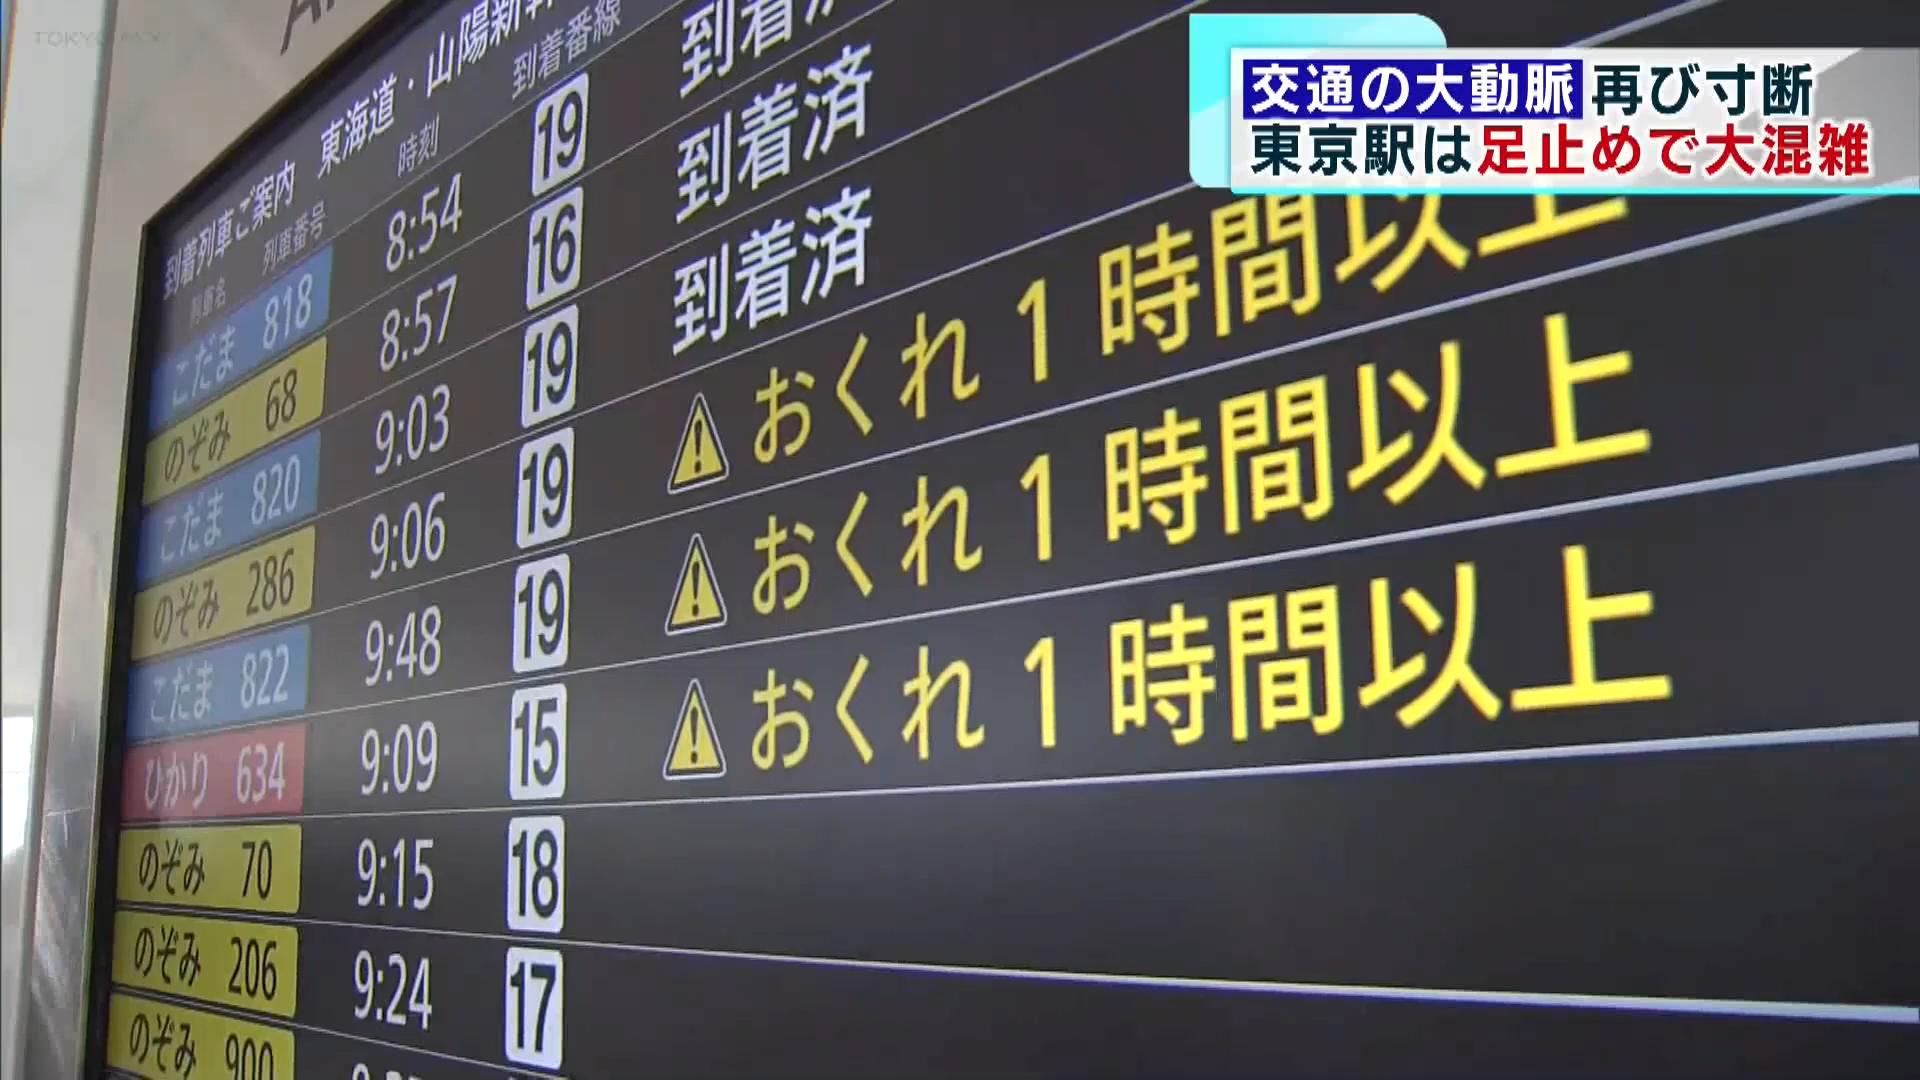 TOKYO MX
交通の大動脈 再び寸断
東京駅は足止めで大混雑
到着列車ご案内 東海道・山陽新幹
列車名 列車番号 時刻 到着番線
こだま 818 8:54 19 到着済
のぞみ 68 8:57 16 到着済
こだま 820 9:03 19 到着済
のぞみ 286 9:06 19 おくれ1時間以上
こだま 822 9:48 19 おくれ1時間以上
ひかり 634 9:09 15 おくれ1時間以上
のぞみ 70 9:15 18
のぞみ 206 9:24 17
のぞみ 900